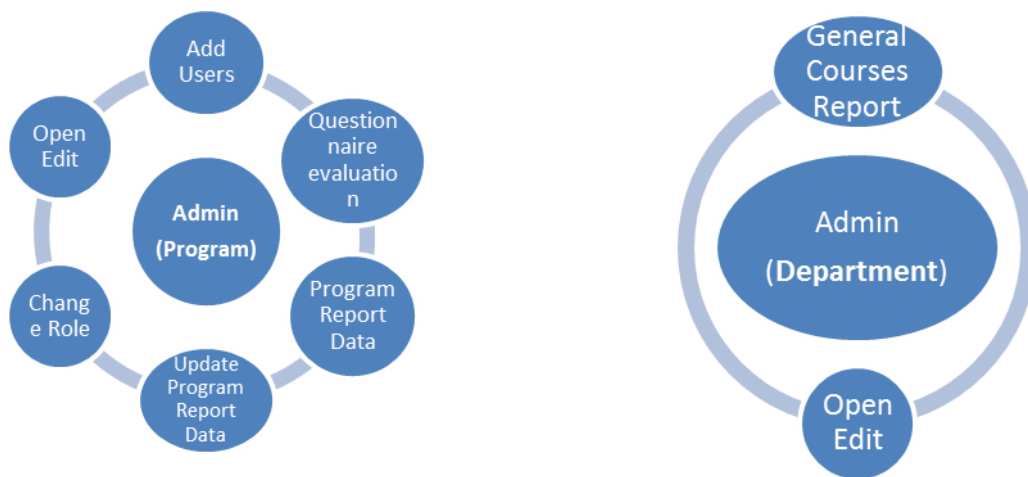 Add
Users
Question
naire
evaluatio
n
Program
Report
Data
Update
Program
Report
Data
Chang
e Role
Open
Edit
Admin
(Program)
General
Courses
Report
Admin
(Department)
Open
Edit